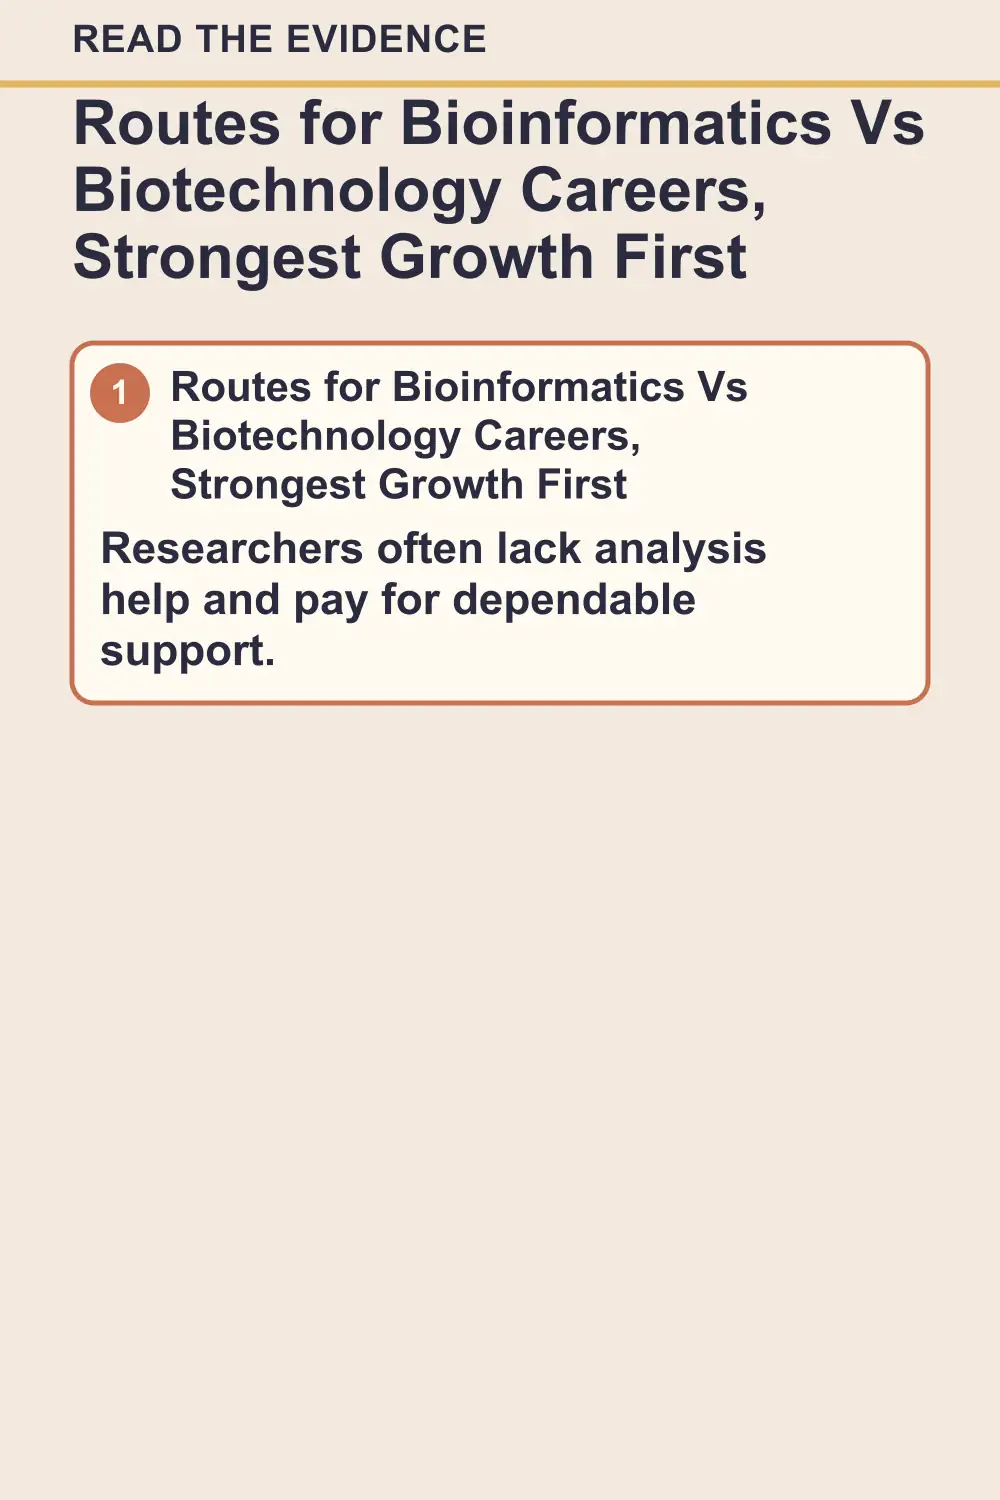 READ THE EVIDENCE
Routes for Bioinformatics Vs
Biotechnology Careers,
Strongest Growth First
1
Routes for Bioinformatics Vs
Biotechnology Careers,
Strongest Growth First
Researchers often lack analysis
help and pay for dependable
support.